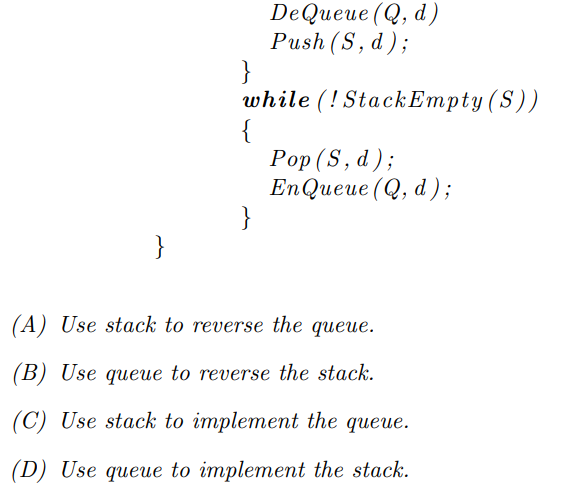 DeQueue(Q, d)
Push(S, d);
}
while (!StackEmpty(S))
{
Pop(S, d);
EnQueue(Q, d);
}
}
(A) Use stack to reverse the queue.
(B) Use queue to reverse the stack.
(C) Use stack to implement the queue.
(D) Use queue to implement the stack.